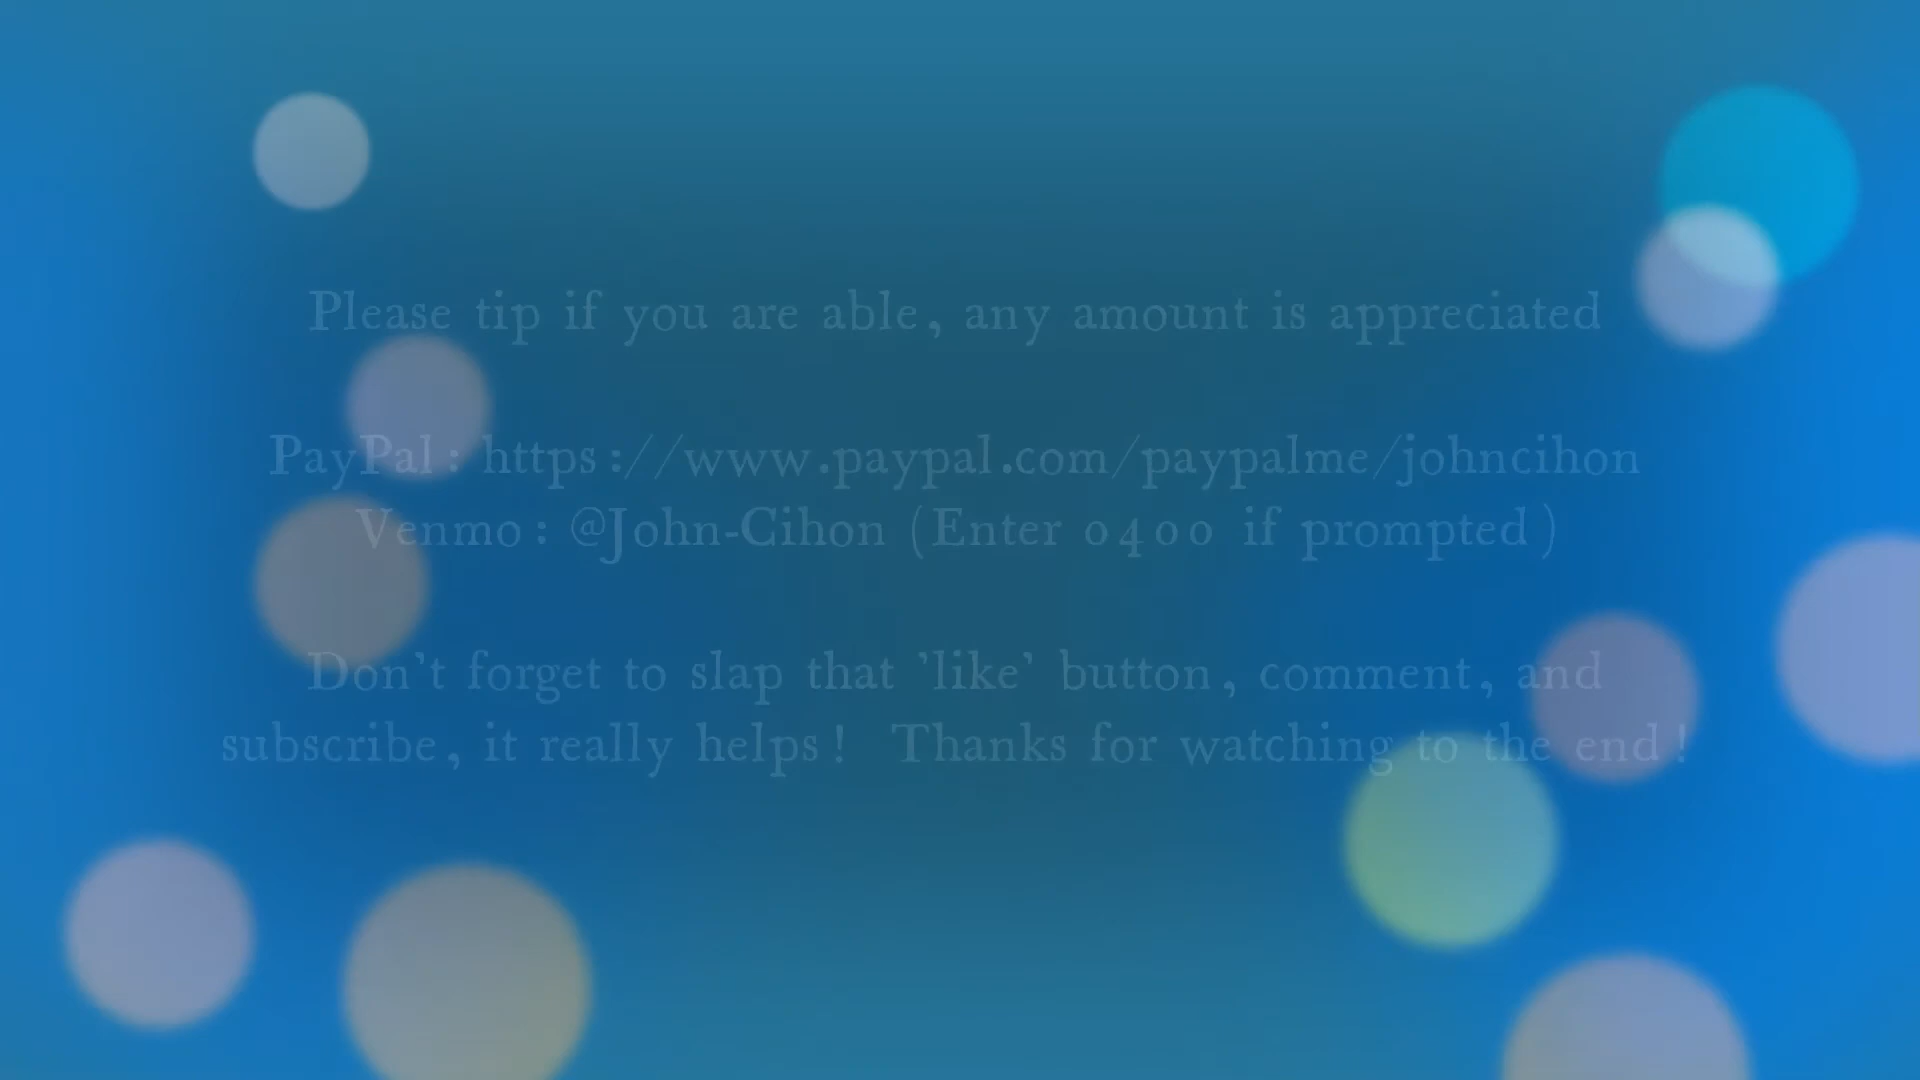 Please tip if you are able, any amount is appreciated
PayPal: https://www.paypal.com/paypalme/johncihon
Venmo: @John-Cihon (Enter 0400 if prompted)
Don't forget to slap that 'like' button, comment, and
subscribe, it really helps! Thanks for watching to the end!